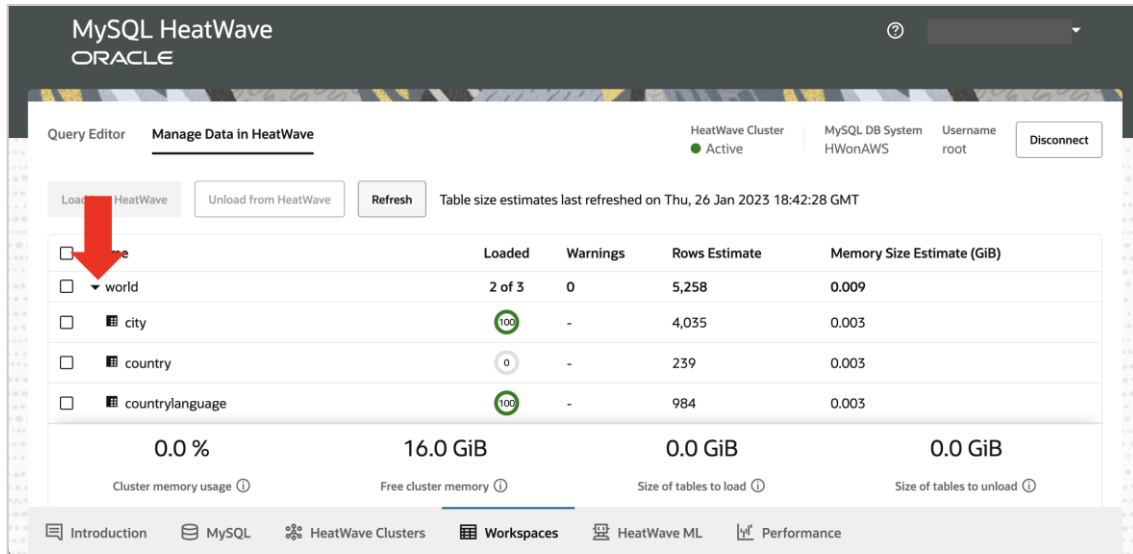 MySQL HeatWave
ORACLE
Query Editor
Manage Data in HeatWave
HeatWave Cluster
Active
MySQL DB System
HWonAWS
Username
root
Disconnect
HeatWave
Unload from HeatWave
Refresh
Table size estimates last refreshed on Thu, 26 Jan 2023 18:42:28 GMT
Loaded Warnings Rows Estimate Memory Size Estimate (GiB)
world 2 of 3 0 5,258 0.009
city 100 - 4,035 0.003
country 0 - 239 0.003
countrylanguage 100 - 984 0.003
0.0 % 16.0 GiB 0.0 GiB 0.0 GiB
Cluster memory usage Free cluster memory Size of tables to load Size of tables to unload
Introduction MySQL HeatWave Clusters Workspaces HeatWave ML Performance